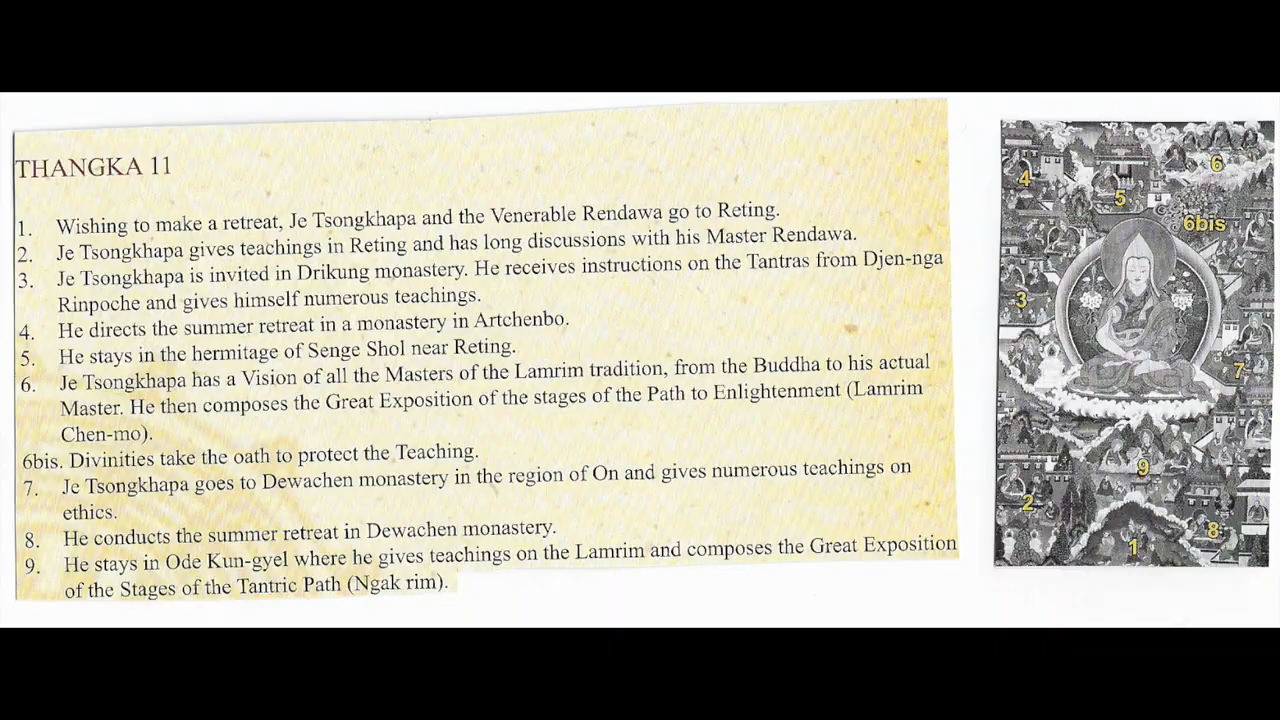 THANGKA 11
1. Wishing to make a retreat, Je Tsongkhapa and the Venerable Rendawa go to Reting.
2. Je Tsongkhapa gives teachings in Reting and has long discussions with his Master Rendawa.
3. Je Tsongkhapa is invited in Drikung monastery. He receives instructions on the Tantras from Djen-nga
Rinpoche and gives himself numerous teachings.
4. He directs the summer retreat in a monastery in Artchenbo.
5. He stays in the hermitage of Senge Shol near Reting.
6. Je Tsongkhapa has a Vision of all the Masters of the Lamrim tradition, from the Buddha to his actual
Master. He then composes the Great Exposition of the stages of the Path to Enlightenment (Lamrim
Chen-mo).
6bis. Divinities take the oath to protect the Teaching.
7. Je Tsongkhapa goes to Dewachen monastery in the region of On and gives numerous teachings on
ethics.
8. He conducts the summer retreat in Dewachen monastery.
9. He stays in Ode Kun-gyel where he gives teachings on the Lamrim and composes the Great Exposition
of the Stages of the Tantric Path (Ngak rim).
6
4
5
6bis
3
7
9
2
8
1